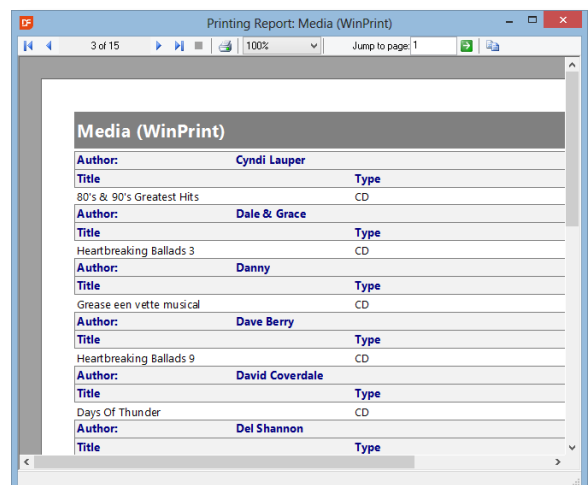 DF Printing Report: Media (WinPrint)
3 of 15 100% Jump to page: 1
Media (WinPrint)
Author: Cyndi Lauper
Title Type
80's & 90's Greatest Hits CD
Author: Dale & Grace
Title Type
Heartbreaking Ballads 3 CD
Author: Danny
Title Type
Grease een vette musical CD
Author: Dave Berry
Title Type
Heartbreaking Ballads 9 CD
Author: David Coverdale
Title Type
Days Of Thunder CD
Author: Del Shannon
Title Type